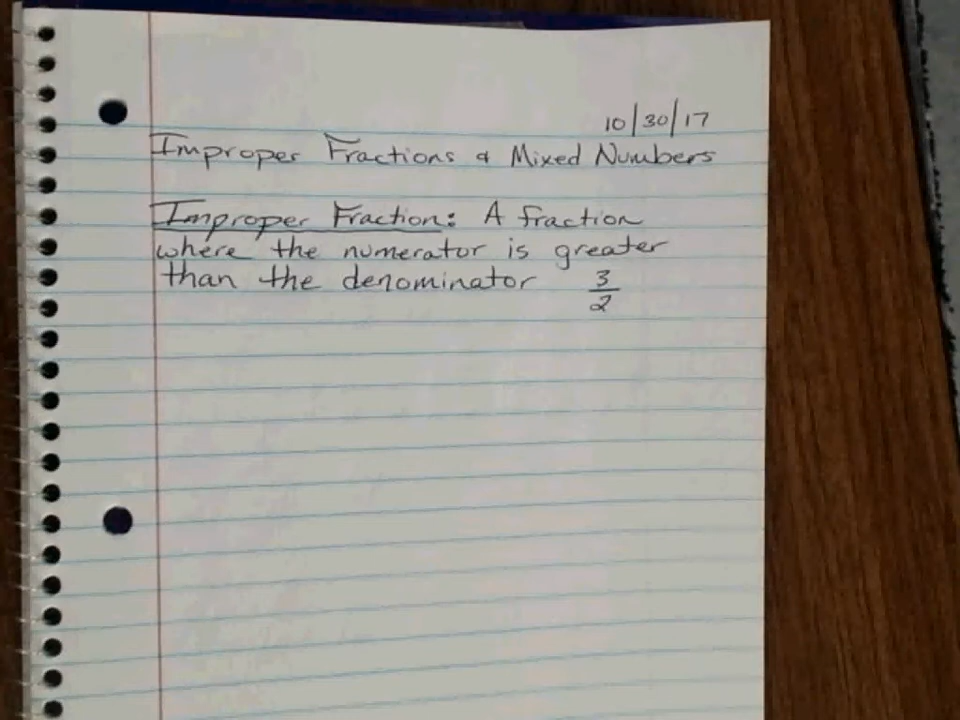 10/30/17
Improper Fractions & Mixed Numbers
Improper Fraction: A fraction
where the numerator is greater
than the denominator 3/2